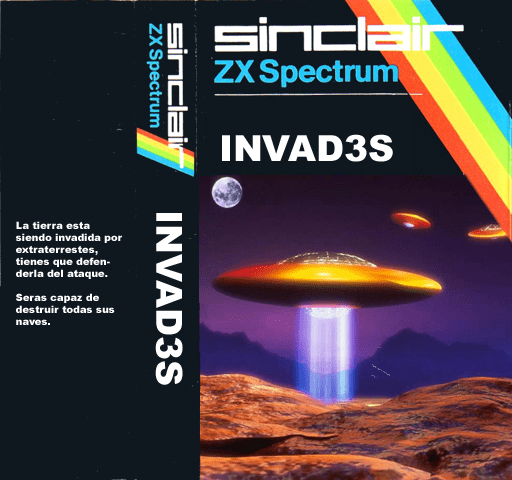 La tierra esta
siendo invadida por
extraterrestes,
tienes que defen-
derla del ataque.
Seras capaz de
destruir todas sus
naves.
sinclair
ZX Spectrum
INVAD3S
sinclair
ZX Spectrum
INVAD3S